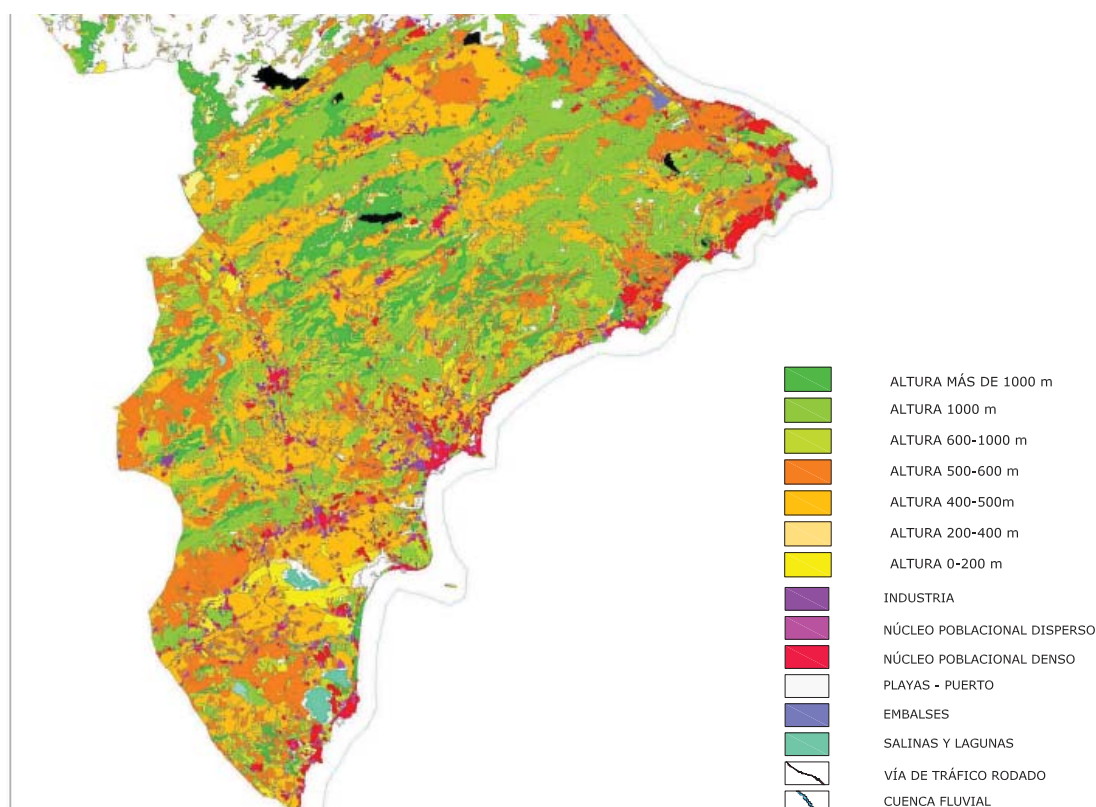 ALTURA MÁS DE 1000 m
ALTURA 1000 m
ALTURA 600-1000 m
ALTURA 500-600 m
ALTURA 400-500m
ALTURA 200-400 m
ALTURA 0-200 m
INDUSTRIA
NÚCLEO POBLACIONAL DISPERSO
NÚCLEO POBLACIONAL DENSO
PLAYAS - PUERTO
EMBALSES
SALINAS Y LAGUNAS
VÍA DE TRÁFICO RODADO
CUENCA FLUVIAL